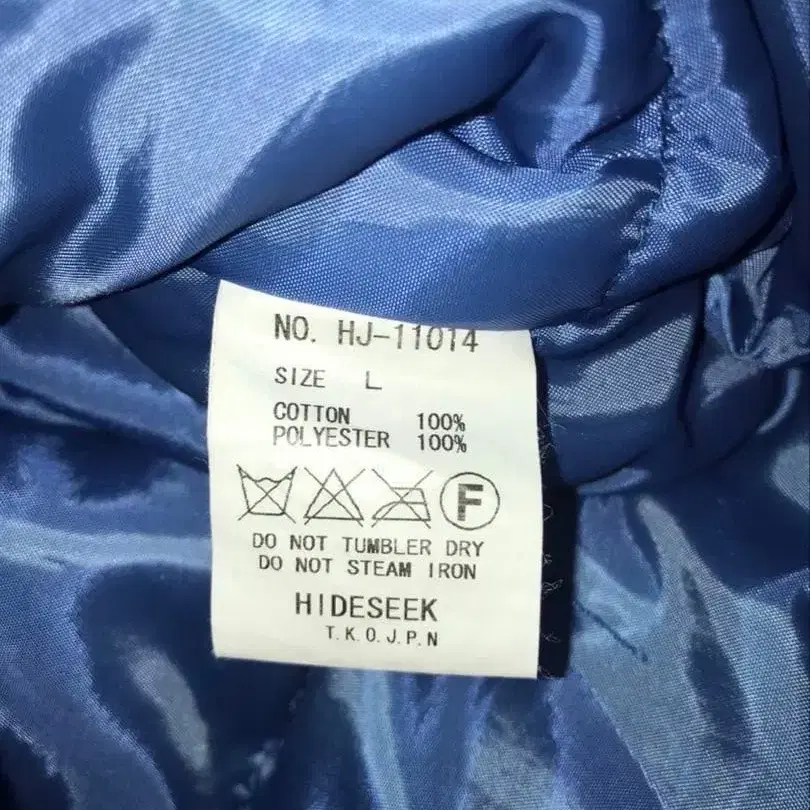 NO. HJ-11014
SIZE L
COTTON 100%
POLYESTER 100%
F
DO NOT TUMBLER DRY
DO NOT STEAM IRON
HIDESEEK
T.K.O.J.P.N